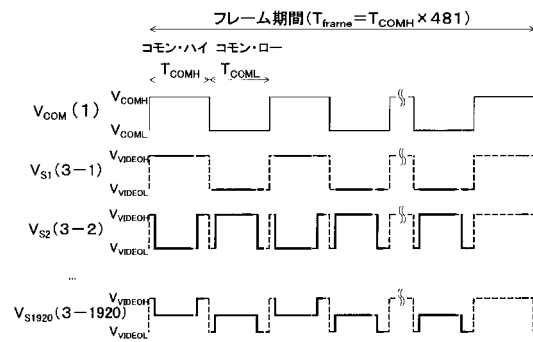 フレーム期間(Tframe=TCOMH×481)
コモン・ハイ コモン・ロー
TCOMH TCOML
VCOM(1) VCOMH
VCOML
VS1(3−1) VVIDEOH
VVIDEOL
VS2(3−2) VVIDEOH
VVIDEOL
...
VS1920(3−1920) VVIDEOH
VVIDEOL